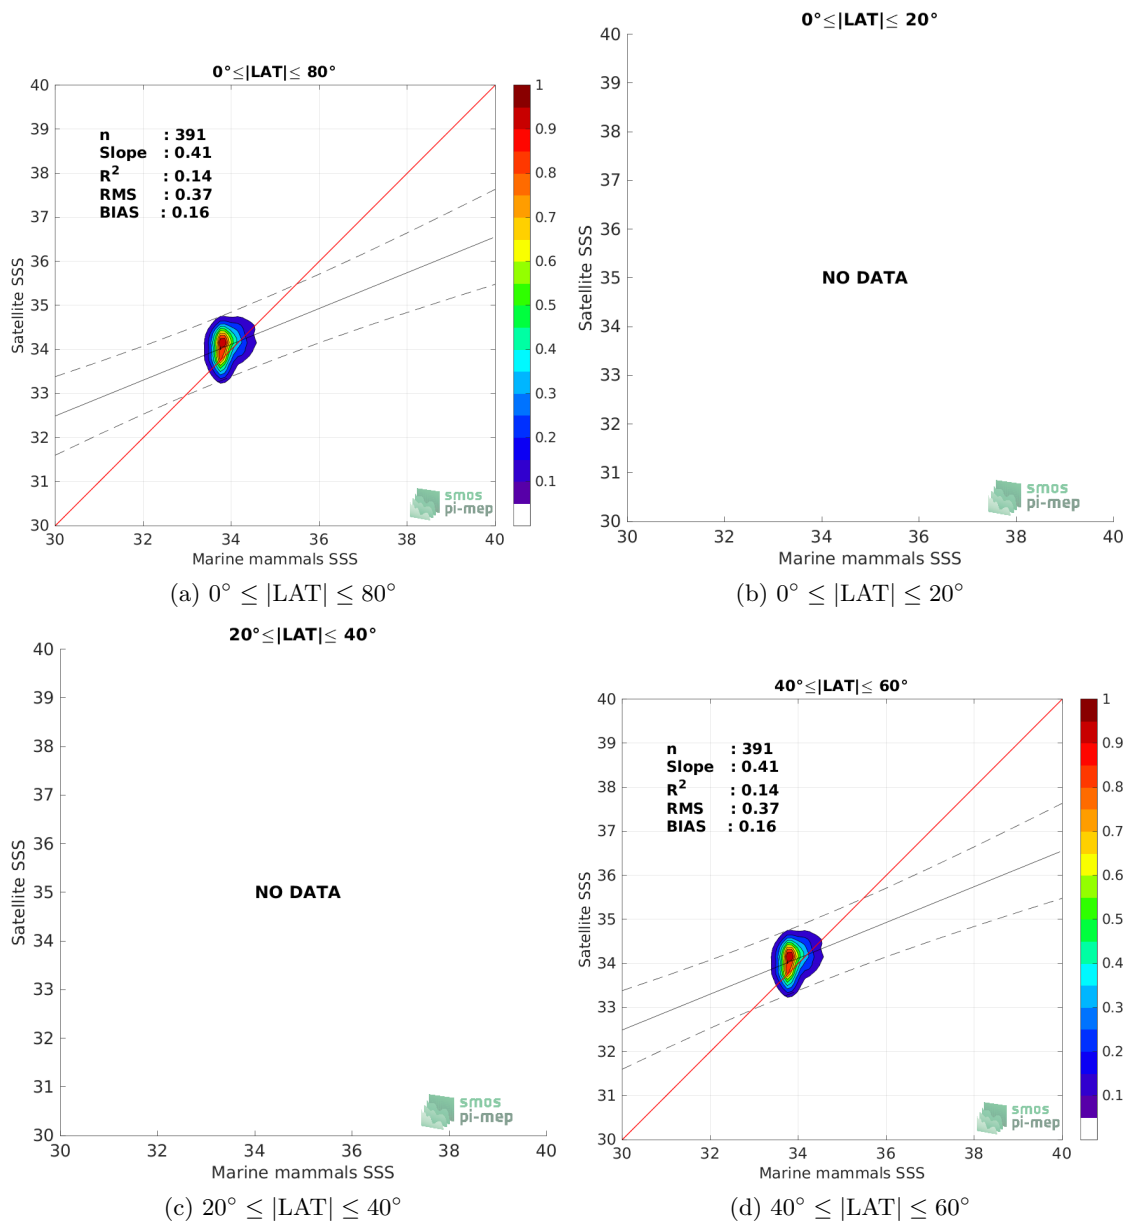 0°≤|LAT|≤ 80°
40
39
38
37
36
35
34
33
32
31
30
Satellite SSS
n : 391
Slope : 0.41
R² : 0.14
RMS : 0.37
BIAS : 0.16
smos
pi-mep
30 32 34 36 38 40
Marine mammals SSS
1
0.9
0.8
0.7
0.6
0.5
0.4
0.3
0.2
0.1
(a) 0° ≤ |LAT| ≤ 80°
0°≤|LAT|≤ 20°
40
39
38
37
36
35
34
33
32
31
30
Satellite SSS
NO DATA
smos
pi-mep
30 32 34 36 38 40
Marine mammals SSS
(b) 0° ≤ |LAT| ≤ 20°
20°≤|LAT|≤ 40°
40
39
38
37
36
35
34
33
32
31
30
Satellite SSS
NO DATA
smos
pi-mep
30 32 34 36 38 40
Marine mammals SSS
(c) 20° ≤ |LAT| ≤ 40°
40°≤|LAT|≤ 60°
40
39
38
37
36
35
34
33
32
31
30
Satellite SSS
n : 391
Slope : 0.41
R² : 0.14
RMS : 0.37
BIAS : 0.16
smos
pi-mep
30 32 34 36 38 40
Marine mammals SSS
1
0.9
0.8
0.7
0.6
0.5
0.4
0.3
0.2
0.1
(d) 40° ≤ |LAT| ≤ 60°